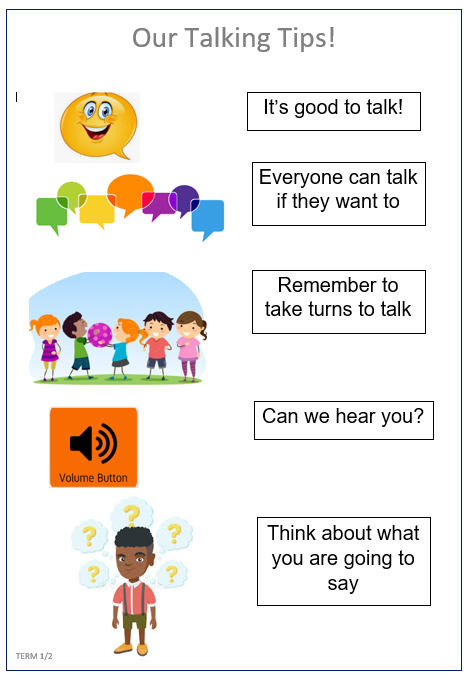 Our Talking Tips!
It's good to talk!
Everyone can talk
if they want to
Remember to
take turns to talk
Can we hear you?
Volume Button
? ? ? ? ?
Think about what
you are going to
say
TERM 1/2